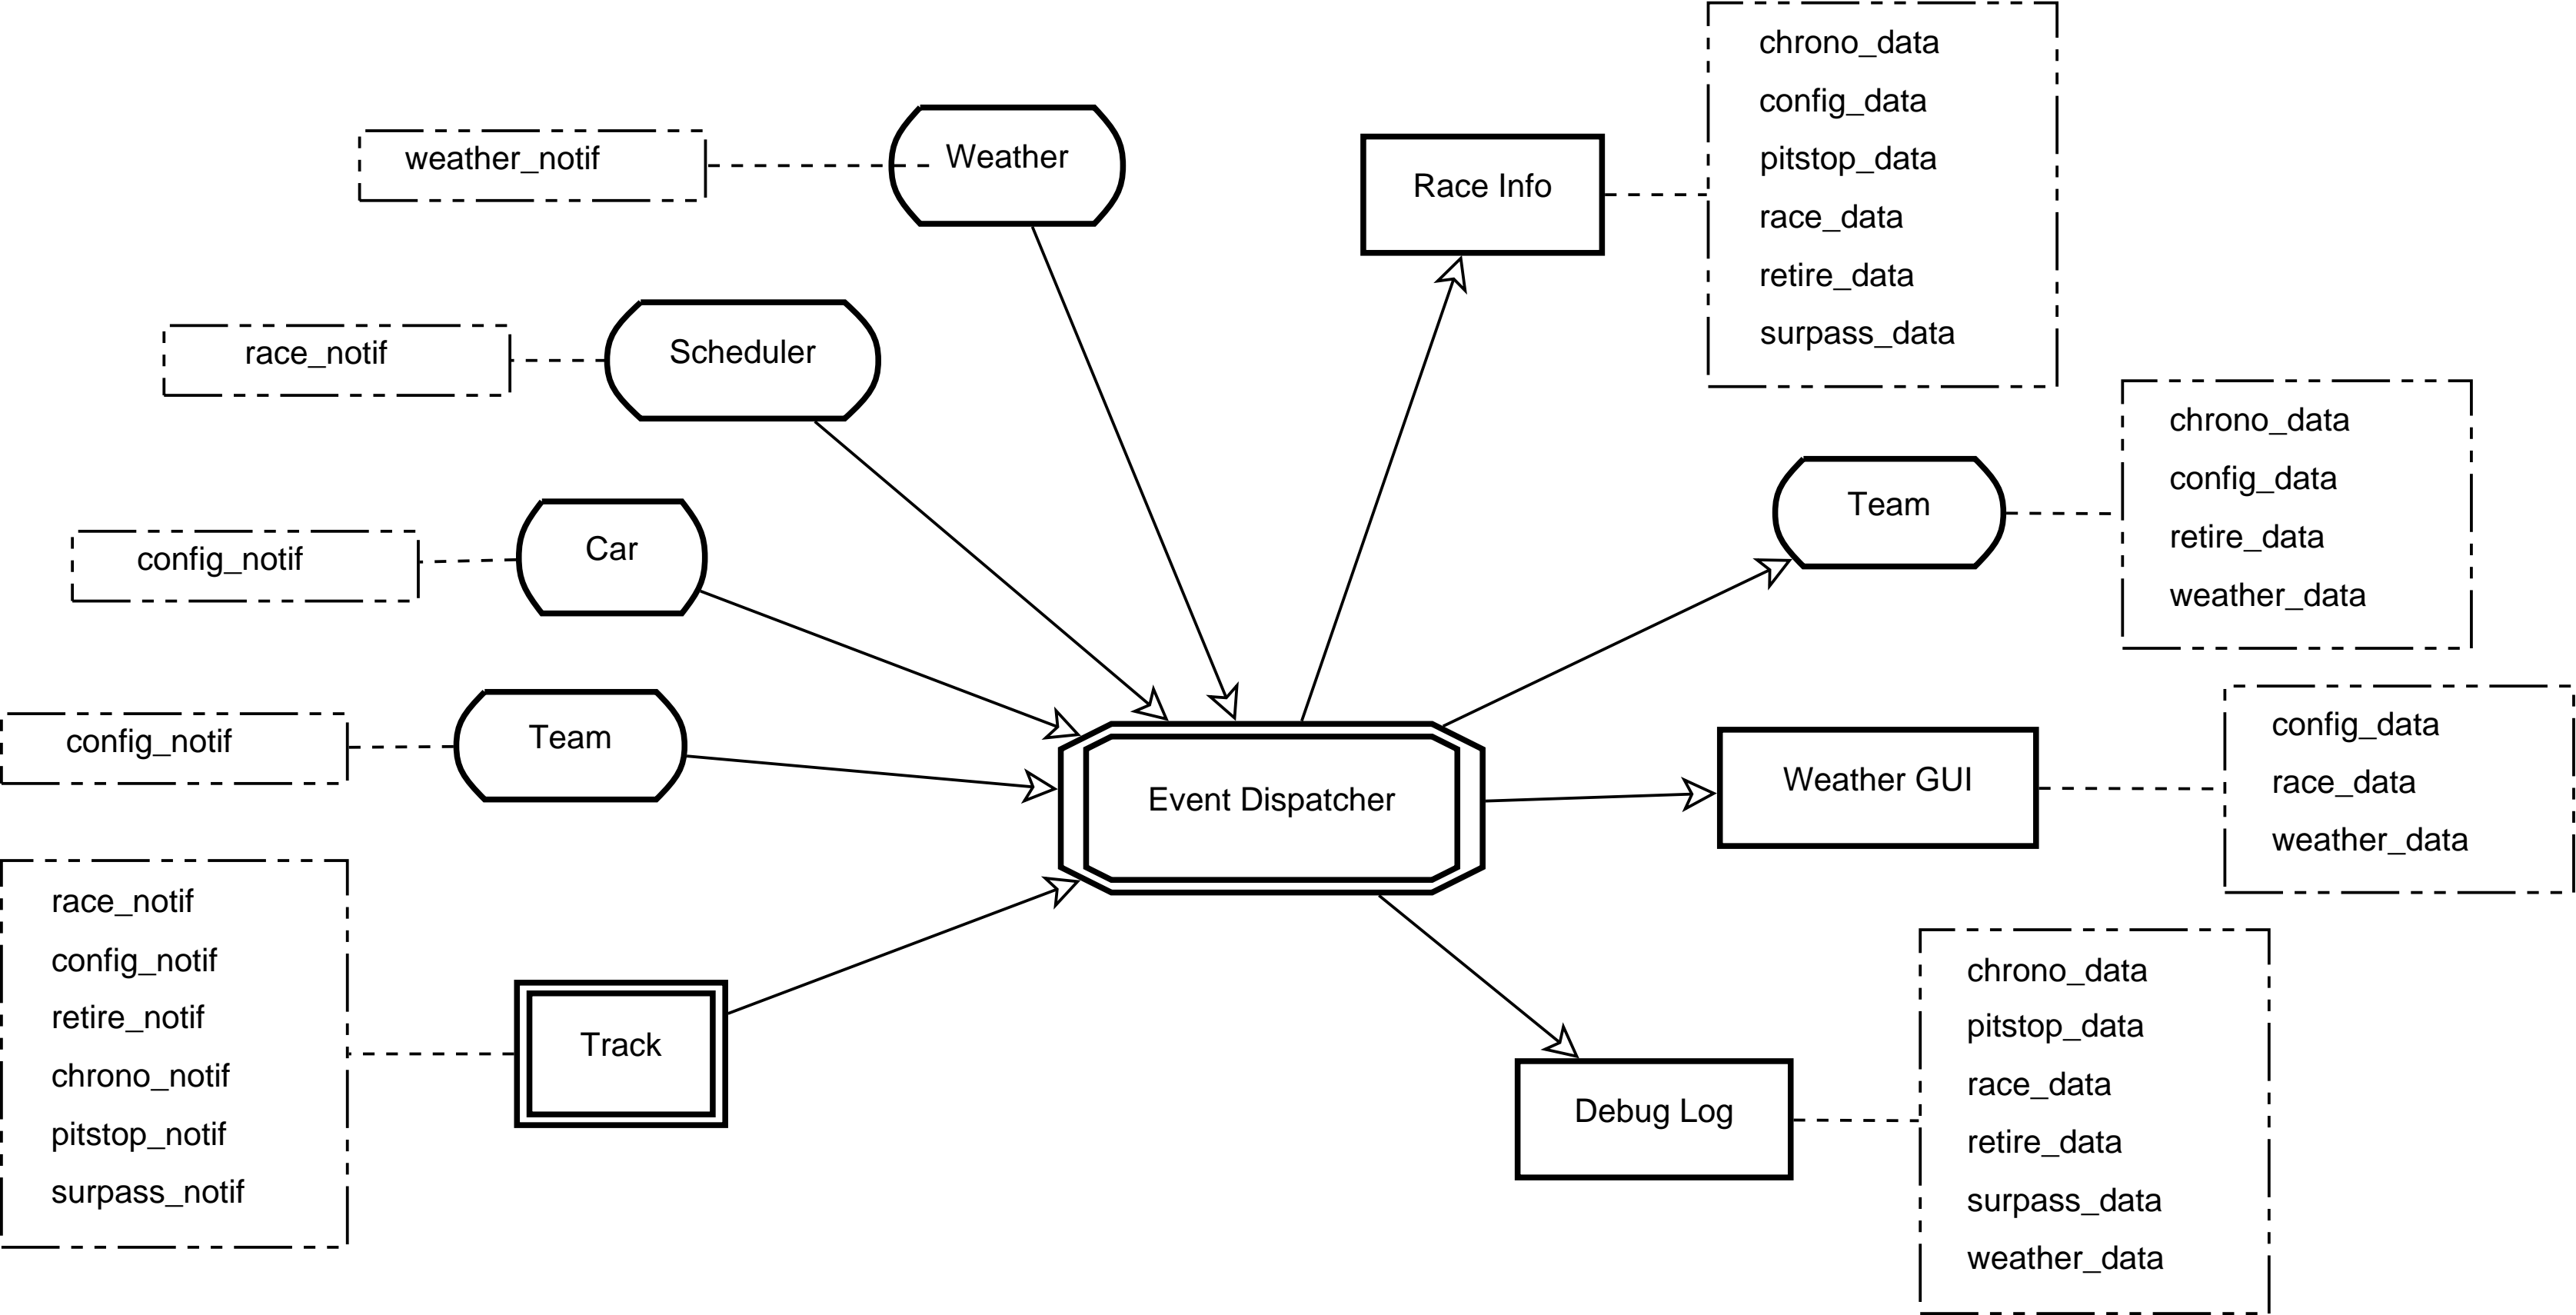 weather_notif
Weather
race_notif
Scheduler
config_notif
Car
config_notif
Team
race_notif
config_notif
retire_notif
chrono_notif
pitstop_notif
surpass_notif
Track
Event Dispatcher
Race Info
chrono_data
config_data
pitstop_data
race_data
retire_data
surpass_data
Team
chrono_data
config_data
retire_data
weather_data
Weather GUI
config_data
race_data
weather_data
Debug Log
chrono_data
pitstop_data
race_data
retire_data
surpass_data
weather_data